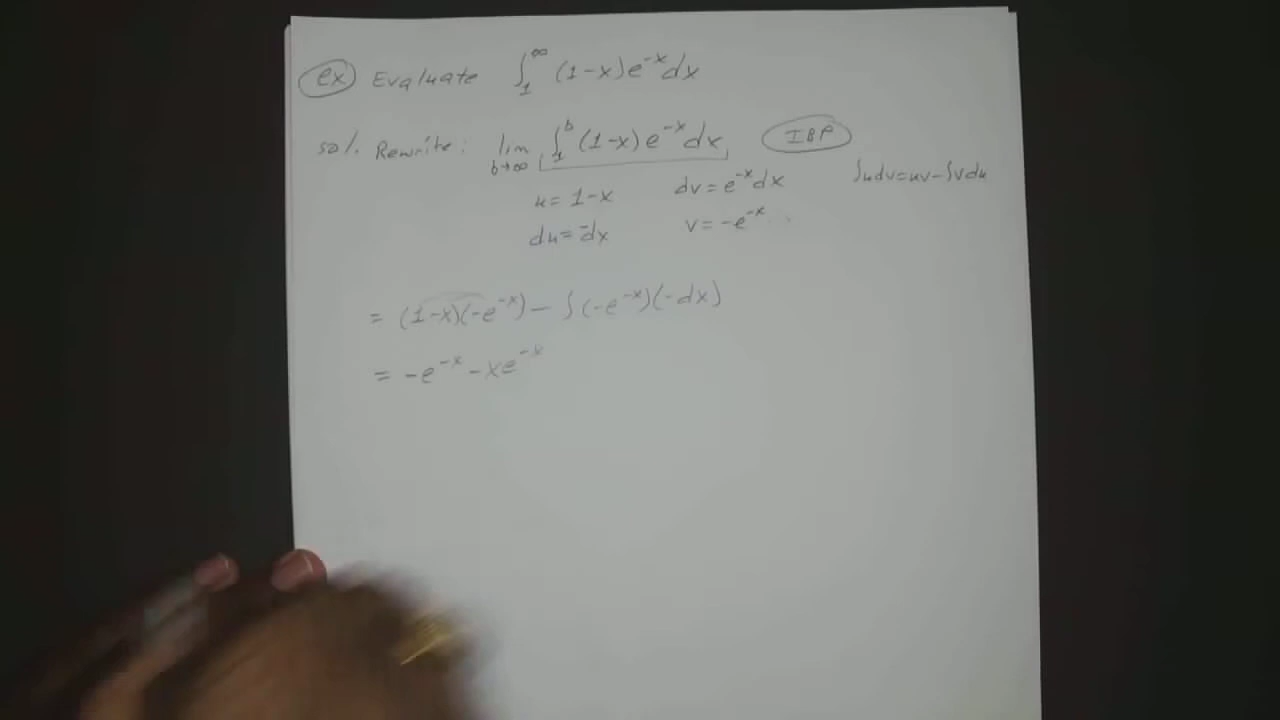 ex Evaluate ∫₁^∞ (1-x)e^{-x}dx
sol. Rewrite: lim_{b→∞} ∫₁^b (1-x)e^{-x}dx IBP
u = 1-x dv = e^{-x}dx ∫udv = uv-∫vdu
du = -dx v = -e^{-x}
= (1-x)(-e^{-x}) - ∫(-e^{-x})(-dx)
= -e^{-x} - xe^{-x}